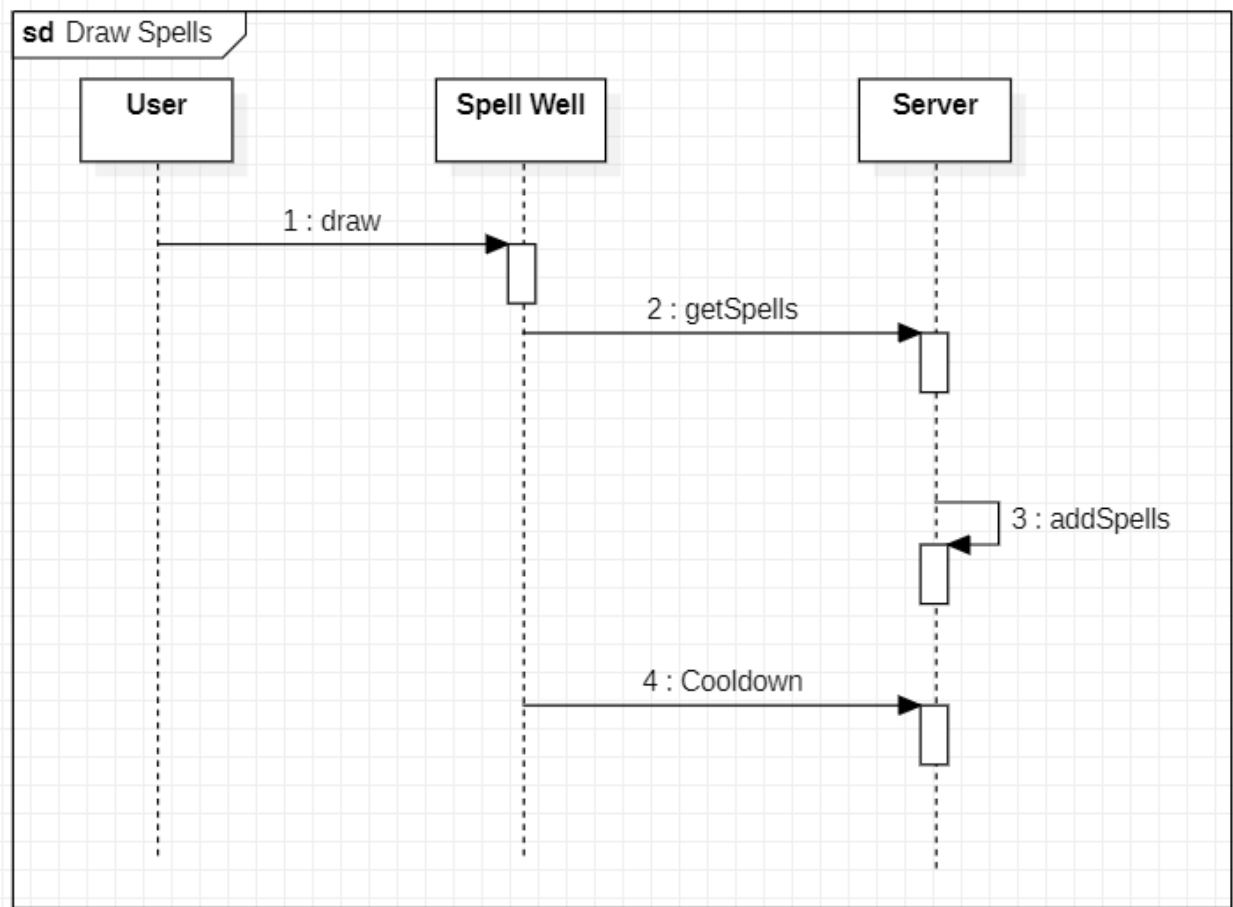 sd Draw Spells
User
Spell Well
Server
1 : draw
2 : getSpells
3 : addSpells
4 : Cooldown